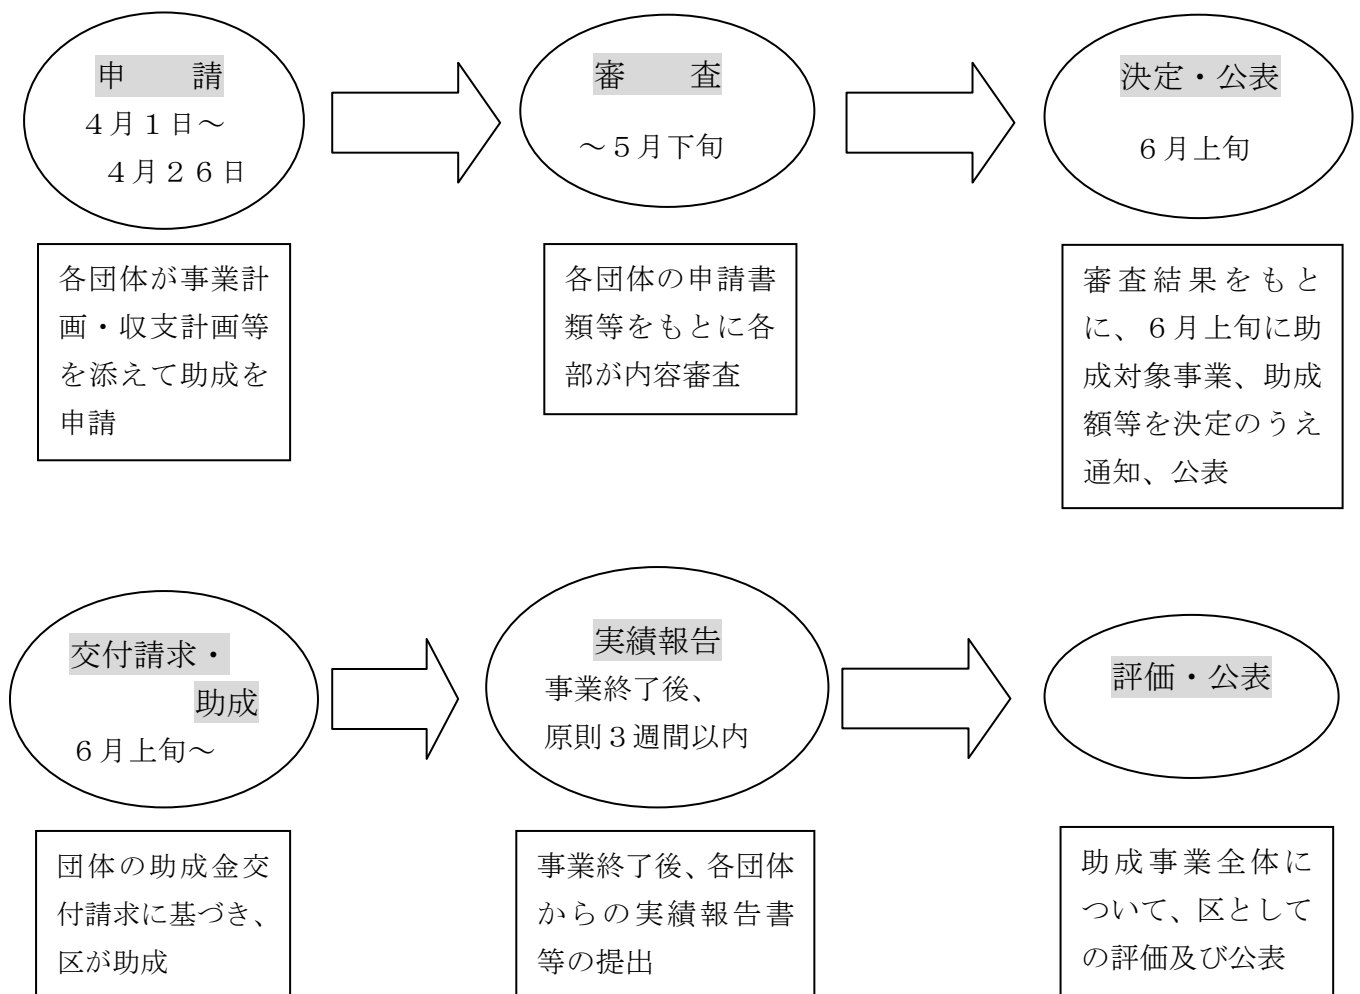 申　　請
４月１日～
４月２６日
各団体が事業計
画・収支計画等
を添えて助成を
申請
審　　査
～５月下旬
各団体の申請書
類等をもとに各
部が内容審査
決定・公表
６月上旬
審査結果をもと
に、６月上旬に助
成対象事業、助成
額等を決定のうえ
通知、公表
交付請求・
助成
６月上旬～
団体の助成金交
付請求に基づき、
区が助成
実績報告
事業終了後、
原則３週間以内
事業終了後、各団体
からの実績報告書
等の提出
評価・公表
助成事業全体に
ついて、区として
の評価及び公表